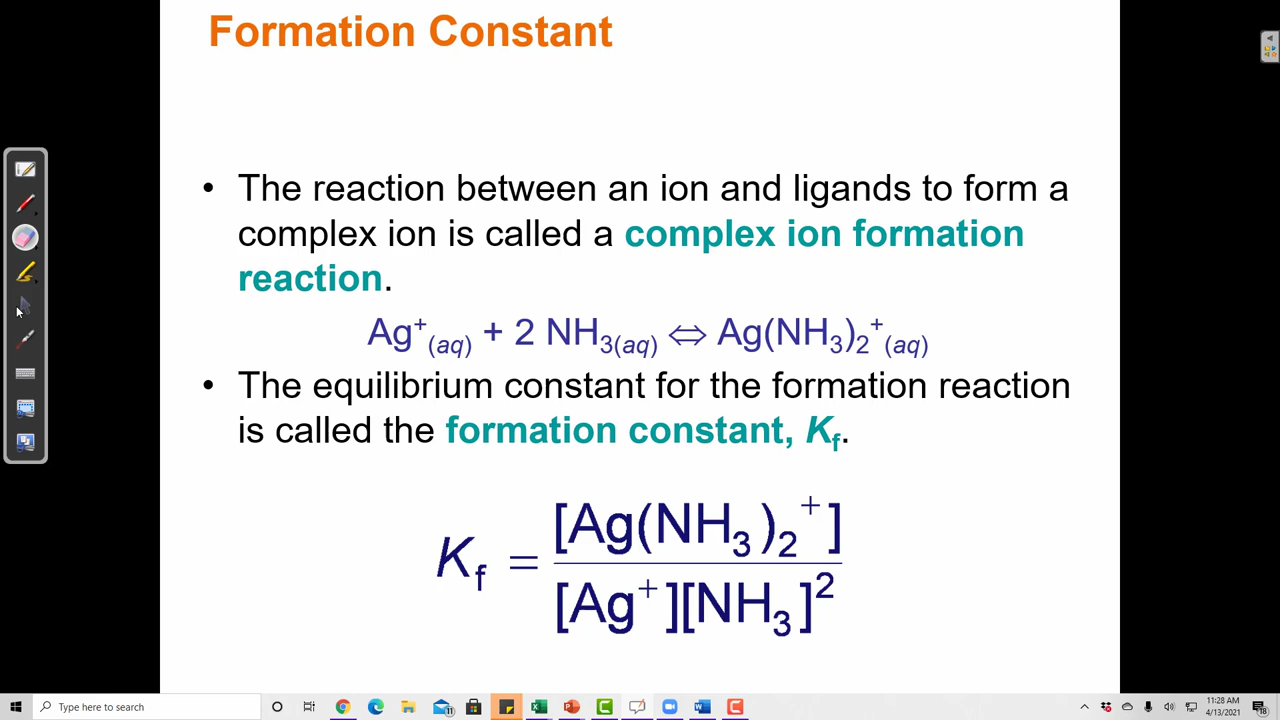 Formation Constant
• The reaction between an ion and ligands to form a
complex ion is called a complex ion formation
reaction.
Ag⁺(aq) + 2 NH₃(aq) ⇔ Ag(NH₃)₂⁺(aq)
• The equilibrium constant for the formation reaction
is called the formation constant, Kf.
Kf = [Ag(NH₃)₂⁺]
[Ag⁺][NH₃]²
Type here to search
11
11:28 AM
4/13/2021
18